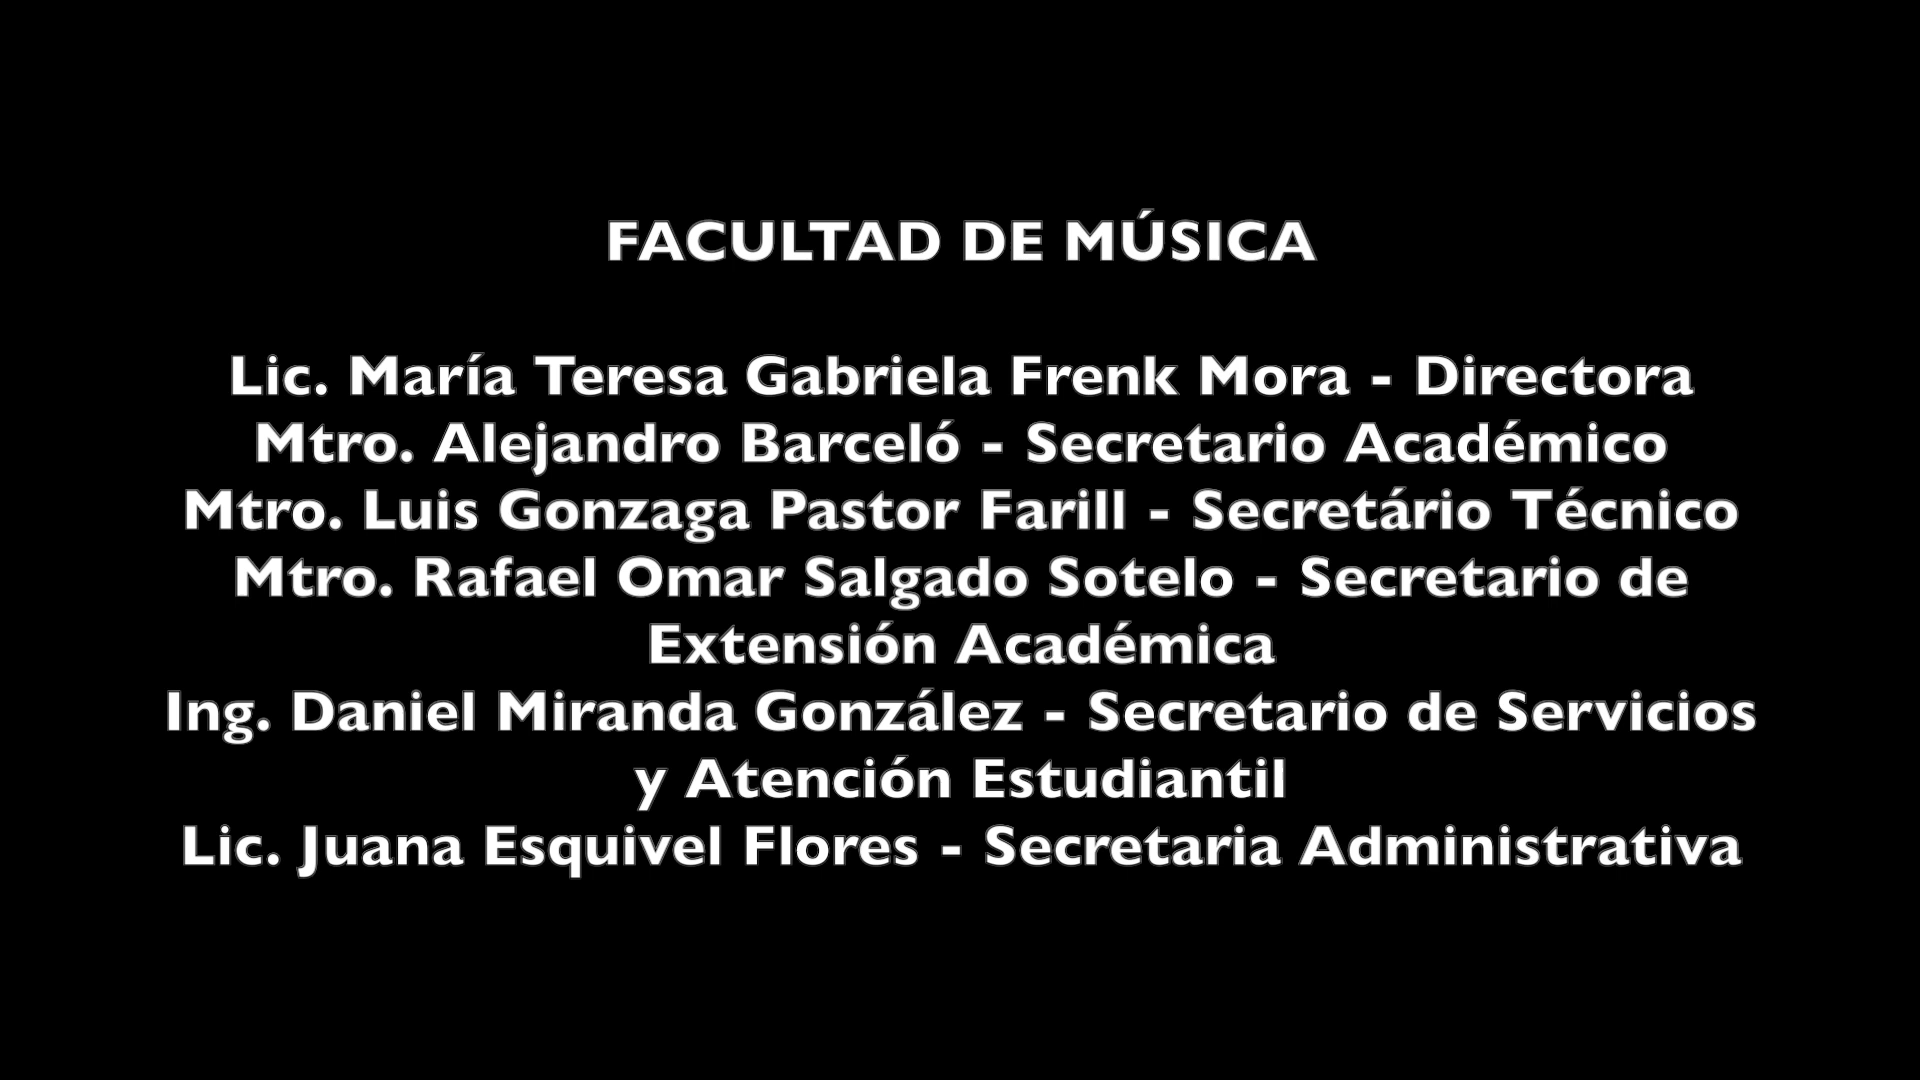 FACULTAD DE MÚSICA
Lic. María Teresa Gabriela Frenk Mora - Directora
Mtro. Alejandro Barceló - Secretario Académico
Mtro. Luis Gonzaga Pastor Farill - Secretário Técnico
Mtro. Rafael Omar Salgado Sotelo - Secretario de
Extensión Académica
Ing. Daniel Miranda González - Secretario de Servicios
y Atención Estudiantil
Lic. Juana Esquivel Flores - Secretaria Administrativa